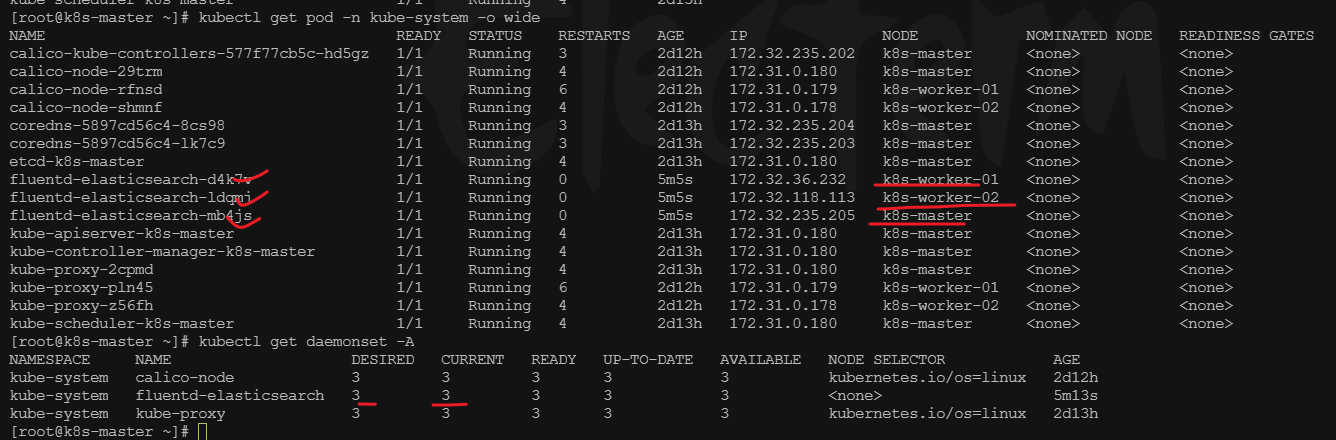 kube-scheduler-k8s-master 1/1 Running 4 2d13h
[root@k8s-master ~]# kubectl get pod -n kube-system -o wide
NAME READY STATUS RESTARTS AGE IP NODE NOMINATED NODE READINESS GATES
calico-kube-controllers-577f77cb5c-hd5gz 1/1 Running 3 2d12h 172.32.235.202 k8s-master <none> <none>
calico-node-29trm 1/1 Running 4 2d12h 172.31.0.180 k8s-master <none> <none>
calico-node-rfnsd 1/1 Running 6 2d12h 172.31.0.179 k8s-worker-01 <none> <none>
calico-node-shmnf 1/1 Running 4 2d12h 172.31.0.178 k8s-worker-02 <none> <none>
coredns-5897cd56c4-8cs98 1/1 Running 3 2d13h 172.32.235.204 k8s-master <none> <none>
coredns-5897cd56c4-lk7c9 1/1 Running 3 2d13h 172.32.235.203 k8s-master <none> <none>
etcd-k8s-master 1/1 Running 4 2d13h 172.31.0.180 k8s-master <none> <none>
fluentd-elasticsearch-d4k7v 1/1 Running 0 5m5s 172.32.36.232 k8s-worker-01 <none> <none>
fluentd-elasticsearch-ldqmj 1/1 Running 0 5m5s 172.32.118.113 k8s-worker-02 <none> <none>
fluentd-elasticsearch-mb4js 1/1 Running 0 5m5s 172.32.235.205 k8s-master <none> <none>
kube-apiserver-k8s-master 1/1 Running 4 2d13h 172.31.0.180 k8s-master <none> <none>
kube-controller-manager-k8s-master 1/1 Running 4 2d13h 172.31.0.180 k8s-master <none> <none>
kube-proxy-2cpmd 1/1 Running 4 2d13h 172.31.0.180 k8s-master <none> <none>
kube-proxy-pln45 1/1 Running 6 2d12h 172.31.0.179 k8s-worker-01 <none> <none>
kube-proxy-z56fh 1/1 Running 4 2d12h 172.31.0.178 k8s-worker-02 <none> <none>
kube-scheduler-k8s-master 1/1 Running 4 2d13h 172.31.0.180 k8s-master <none> <none>
[root@k8s-master ~]# kubectl get daemonset -A
NAMESPACE NAME DESIRED CURRENT READY UP-TO-DATE AVAILABLE NODE SELECTOR AGE
kube-system calico-node 3 3 3 3 3 kubernetes.io/os=linux 2d12h
kube-system fluentd-elasticsearch 3 3 3 3 3 <none> 5m13s
kube-system kube-proxy 3 3 3 3 3 kubernetes.io/os=linux 2d13h
[root@k8s-master ~]#